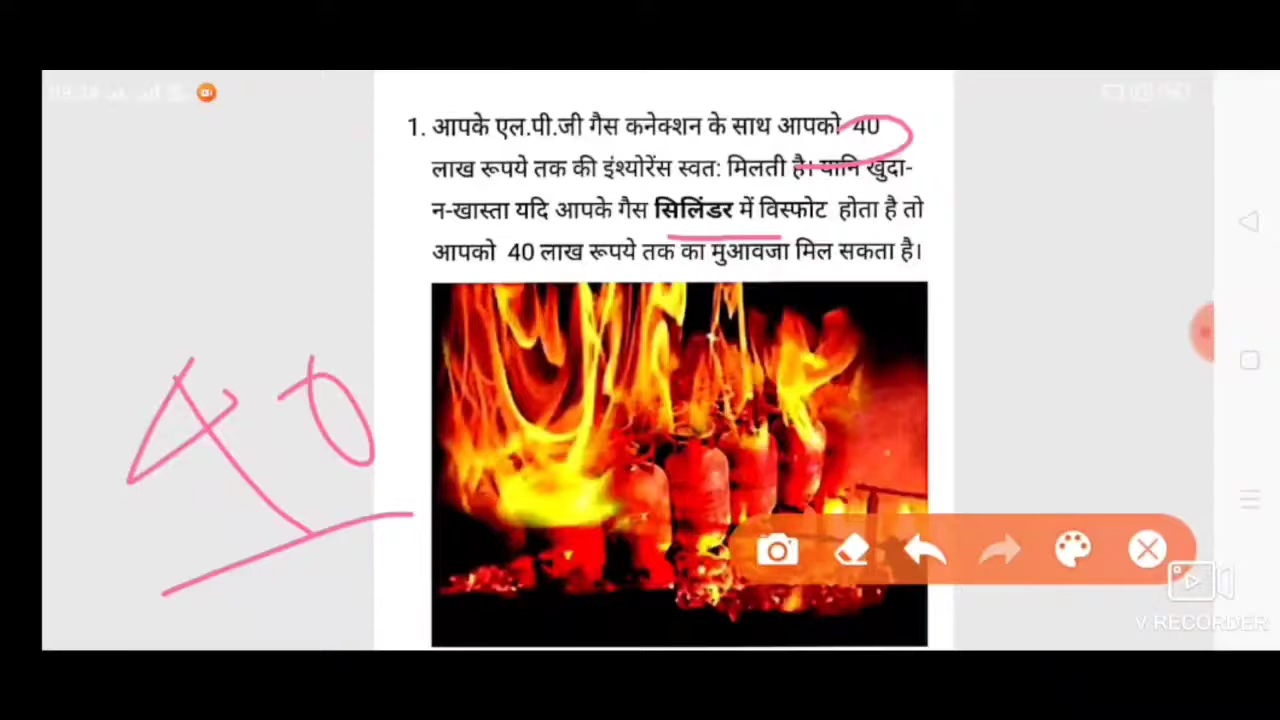 1. आपके एल.पी.जी गैस कनेक्शन के साथ आपको 40
लाख रूपये तक की इंश्योरेंस स्वत: मिलती है। यानि खुदा-
न-खास्ता यदि आपके गैस सिलिंडर में विस्फोट होता है तो
आपको 40 लाख रूपये तक का मुआवजा मिल सकता है।
40
V RECORDER